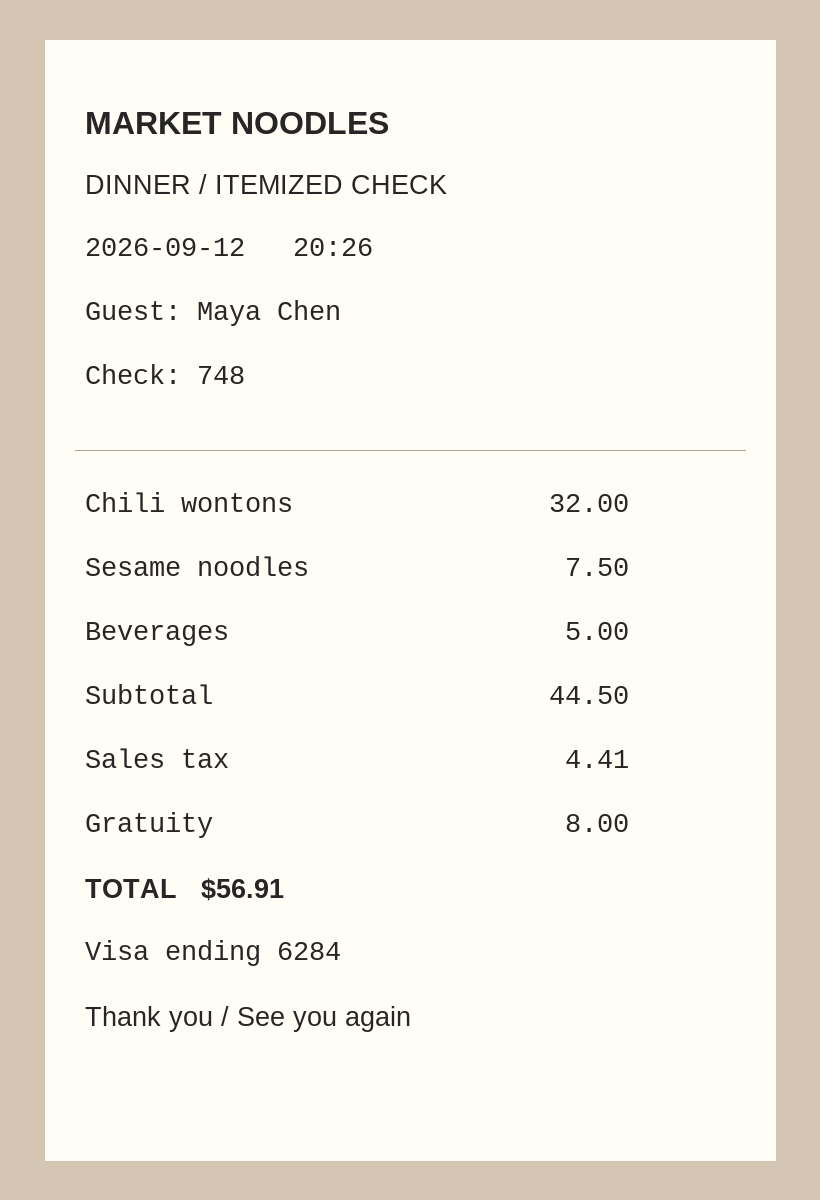 MARKET NOODLES
DINNER / ITEMIZED CHECK
2026-09-12   20:26
Guest: Maya Chen
Check: 748
Chili wontons 32.00
Sesame noodles 7.50
Beverages 5.00
Subtotal 44.50
Sales tax 4.41
Gratuity 8.00
TOTAL $56.91
Visa ending 6284
Thank you / See you again